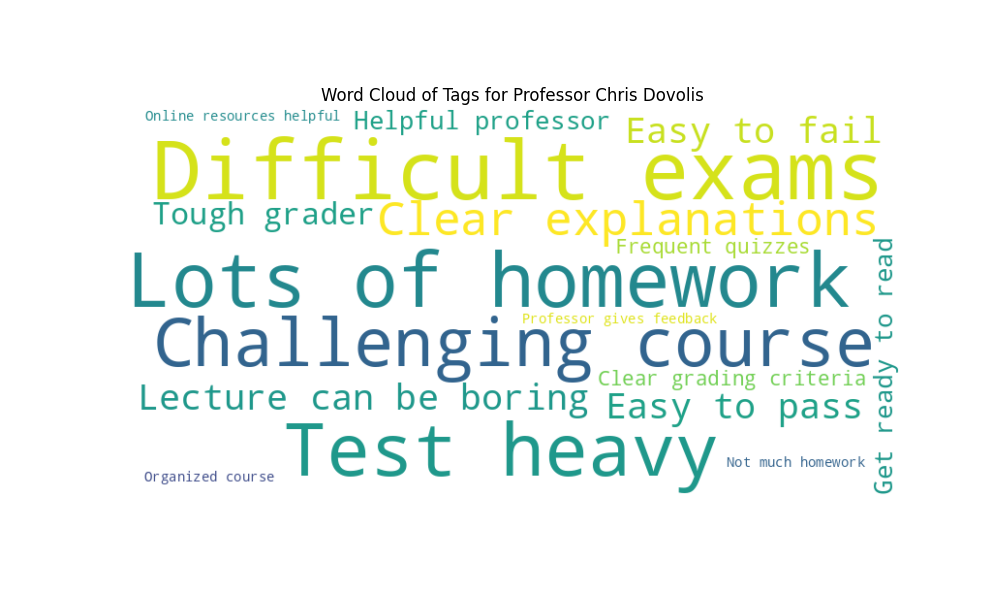 Word Cloud of Tags for Professor Chris Dovolis
Online resources helpful
Helpful professor
Easy to fail
Difficult exams
Tough grader
Clear explanations
Frequent quizzes
Lots of homework
Professor gives feedback
Challenging course
Clear grading criteria
Lecture can be boring
Easy to pass
Get ready to read
Test heavy
Not much homework
Organized course